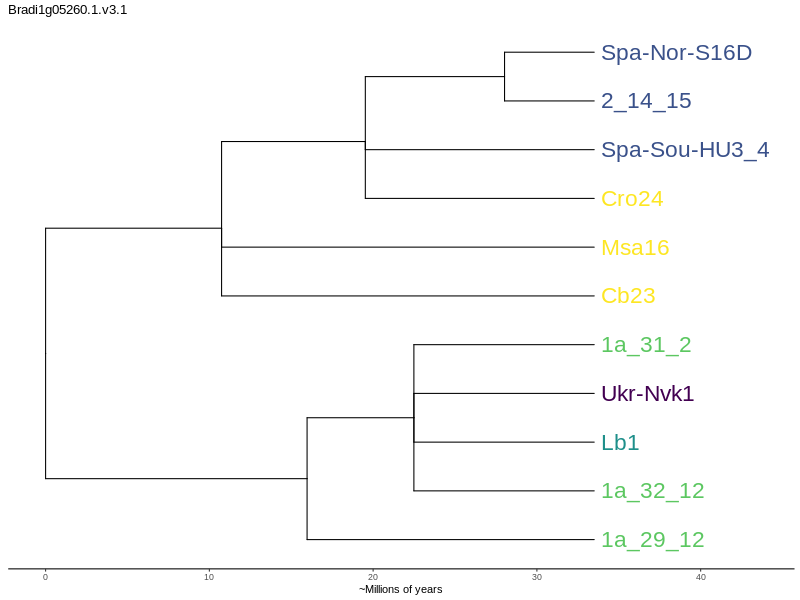 Bradi1g05260.1.v3.1
Spa-Nor-S16D
2_14_15
Spa-Sou-HU3_4
Cro24
Msa16
Cb23
1a_31_2
Ukr-Nvk1
Lb1
1a_32_12
1a_29_12
0 10 20 30 40
~Millions of years